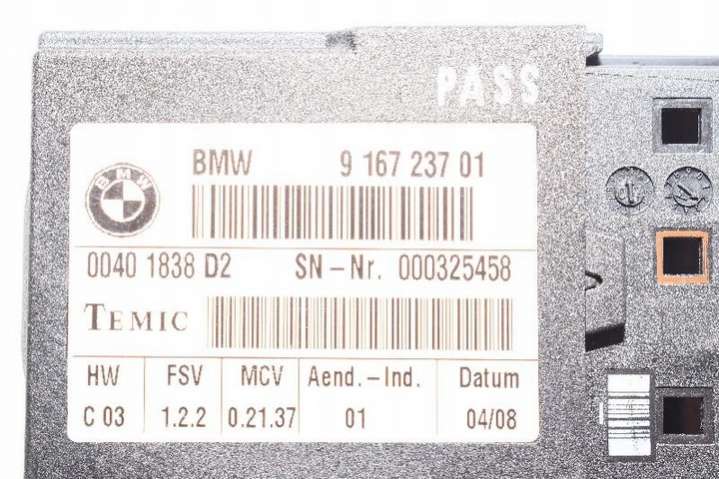 PASS
BMW 9 167 237 01
BMW
0040 1838 D2 SN-Nr. 000325458
TEMIC
HW FSV MCV Aend.-Ind. Datum
C 03 1.2.2 0.21.37 01 04/08